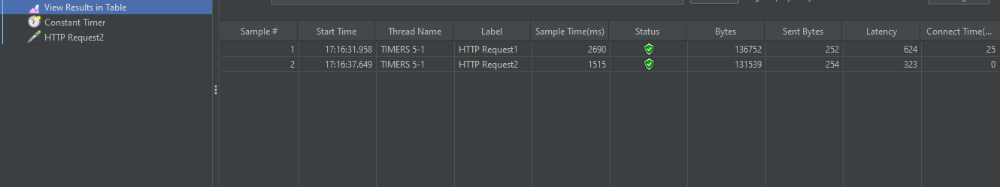 View Results in Table
Constant Timer
HTTP Request2
Sample # Start Time Thread Name Label Sample Time(ms) Status Bytes Sent Bytes Latency Connect Time(...
1 17:16:31.958 TIMERS 5-1 HTTP Request1 2690 136752 252 624 25
2 17:16:37.649 TIMERS 5-1 HTTP Request2 1515 131539 254 323 0